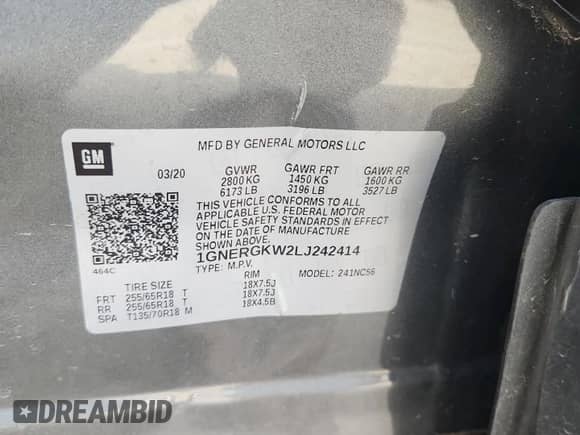 MFD BY GENERAL MOTORS LLC
GM
03/20 GVWR GAWR FRT GAWR RR
2800 KG 1450 KG 1600 KG
6173 LB 3196 LB 3527 LB
THIS VEHICLE CONFORMS TO ALL
APPLICABLE U.S. FEDERAL MOTOR
VEHICLE SAFETY STANDARDS IN EFFECT
ON THE DATE OF MANUFACTURE
SHOWN ABOVE.
1GNERGKW2LJ242414
TYPE: M.P.V. MODEL: 241NC56
464C
TIRE SIZE RIM
FRT 255/65R18 T 18X7.5J
RR 255/65R18 T 18X7.5J
SPA T135/70R18 M 18X4.5B
DREAMBID